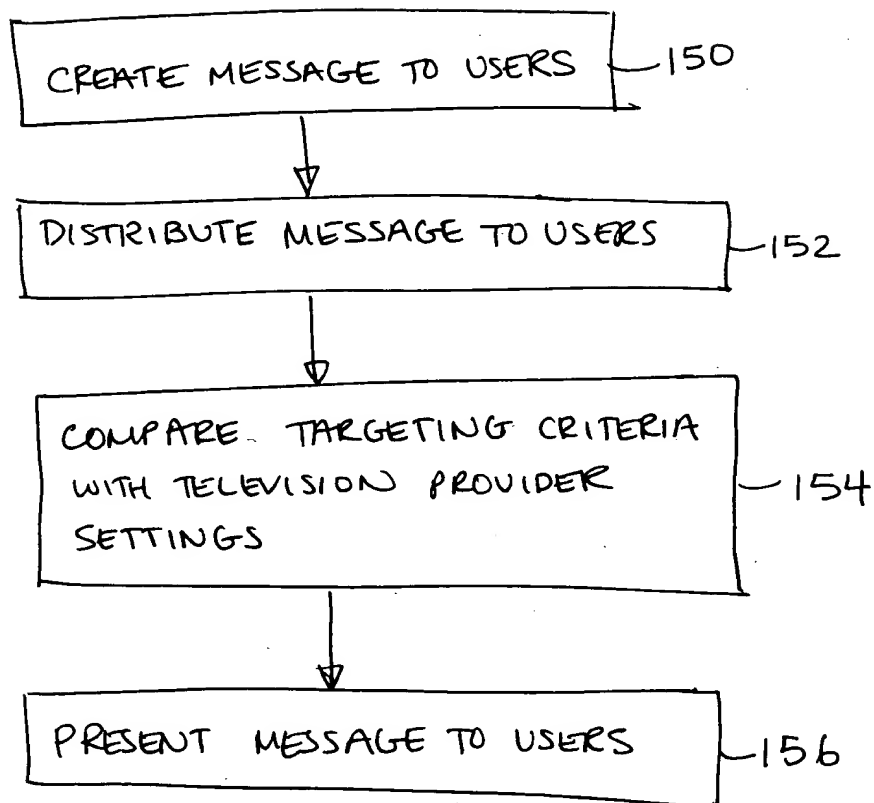 CREATE MESSAGE TO USERS
150
DISTRIBUTE MESSAGE TO USERS
152
COMPARE TARGETING CRITERIA
WITH TELEVISION PROVIDER
SETTINGS
154
PRESENT MESSAGE TO USERS
156